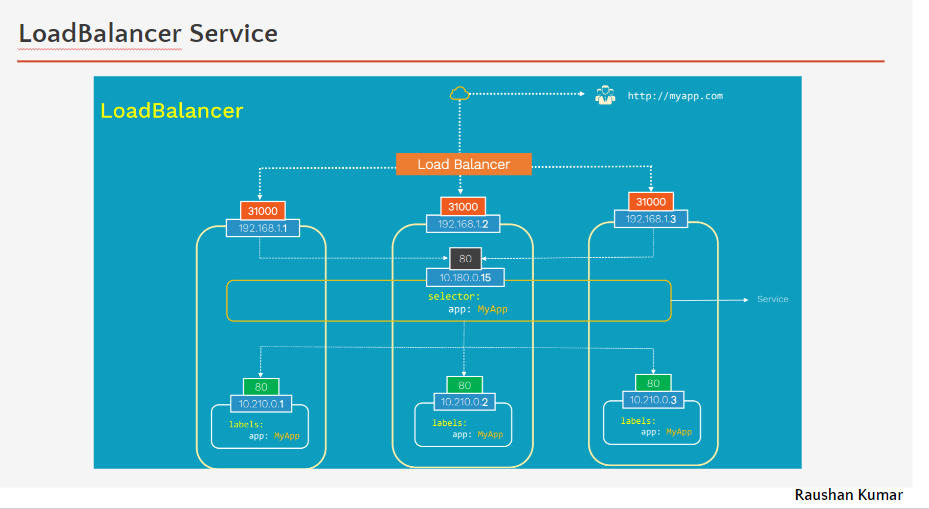 LoadBalancer Service
LoadBalancer
http://myapp.com
Load Balancer
31000
192.168.1.1
31000
192.168.1.2
31000
192.168.1.3
80
10.180.0.15
selector:
app: MyApp
Service
80
10.210.0.1
labels:
app: MyApp
80
10.210.0.2
labels:
app: MyApp
80
10.210.0.3
labels:
app: MyApp
Raushan Kumar